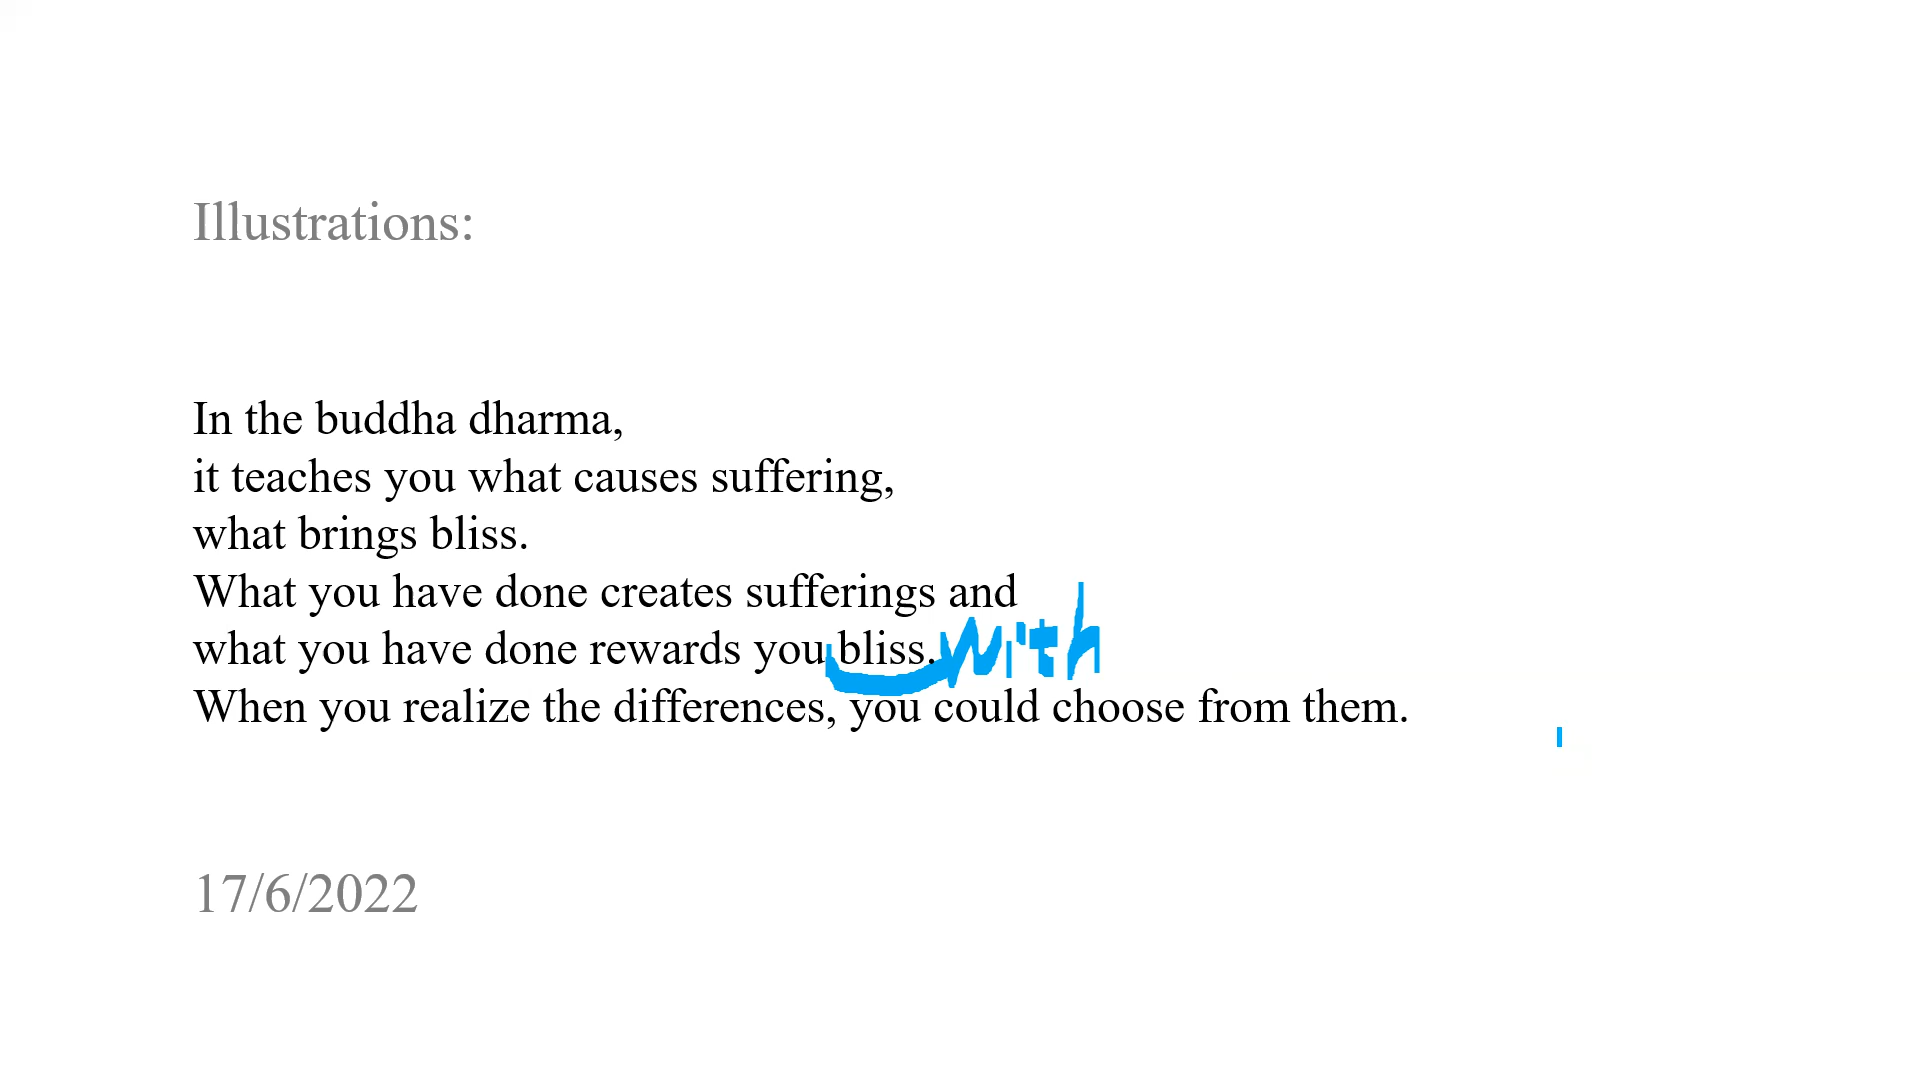 Illustrations:
In the buddha dharma,
it teaches you what causes suffering,
what brings bliss.
What you have done creates sufferings and
what you have done rewards you bliss. with
When you realize the differences, you could choose from them.
17/6/2022